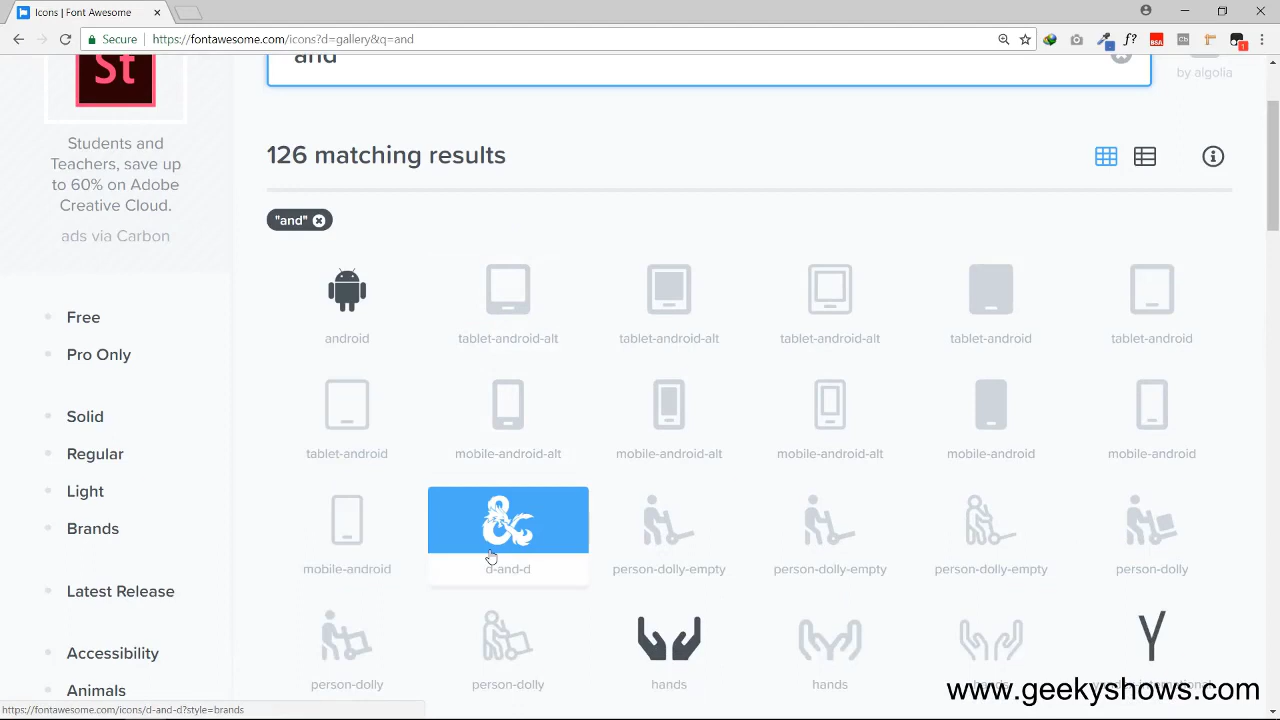 Icons | Font Awesome
Secure | https://fontawesome.com/icons?d=gallery&q=and
BSA
Cb
f?
1
St
and
by algolia
Students and
Teachers, save up
to 60% on Adobe
Creative Cloud.
ads via Carbon
126 matching results
"and"
android
tablet-android-alt
tablet-android-alt
tablet-android-alt
tablet-android
tablet-android
Free
Pro Only
tablet-android
mobile-android-alt
mobile-android-alt
mobile-android-alt
mobile-android
mobile-android
Solid
Regular
Light
Brands
mobile-android
d-and-d
person-dolly-empty
person-dolly-empty
person-dolly-empty
person-dolly
Latest Release
Accessibility
Animals
person-dolly
person-dolly
hands
hands
www.geekyshows.com
https://fontawesome.com/icons/d-and-d?style=brands